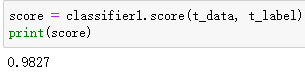 score = classifier1.score(t_data, t_label)
print(score)
0.9827